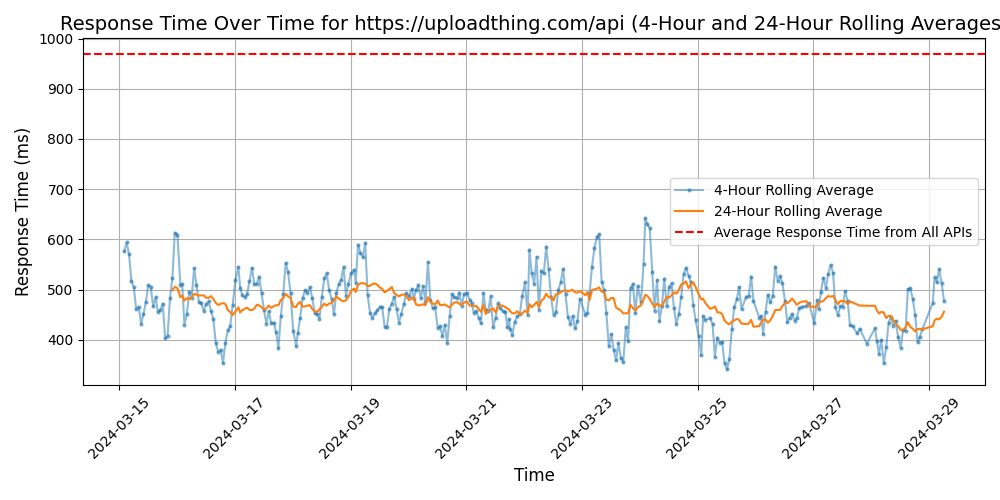 Response Time Over Time for https://uploadthing.com/api (4-Hour and 24-Hour Rolling Averages
Response Time (ms)
1000
900
800
700
600
500
400
4-Hour Rolling Average
24-Hour Rolling Average
Average Response Time from All APIs
2024-03-15
2024-03-17
2024-03-19
2024-03-21
2024-03-23
2024-03-25
2024-03-27
2024-03-29
Time